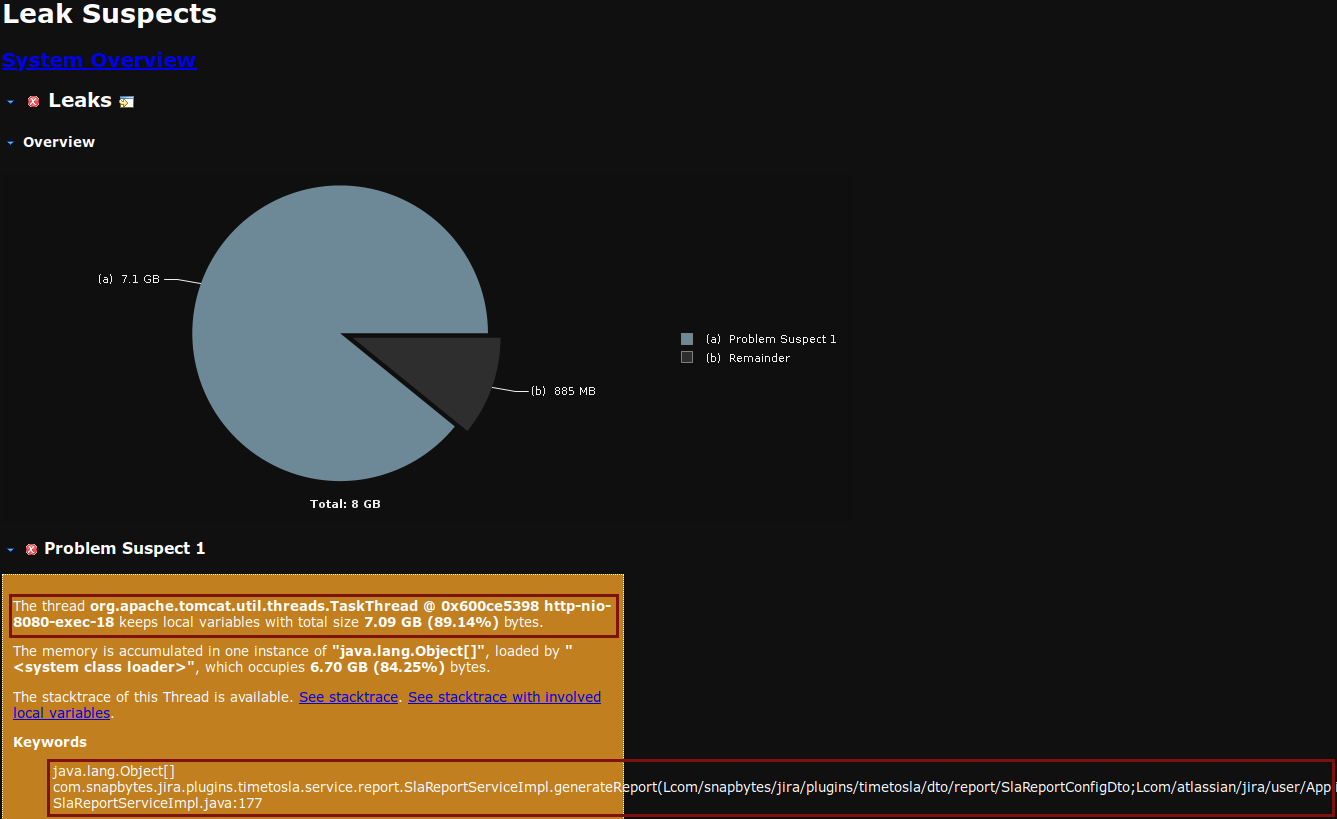 Leak Suspects
System Overview
Leaks
Overview
(a) 7.1 GB
(a) Problem Suspect 1
(b) Remainder
(b) 885 MB
Total: 8 GB
Problem Suspect 1
The thread org.apache.tomcat.util.threads.TaskThread @ 0x600ce5398 http-nio-
8080-exec-18 keeps local variables with total size 7.09 GB (89.14%) bytes.
The memory is accumulated in one instance of "java.lang.Object[]", loaded by "
<system class loader>", which occupies 6.70 GB (84.25%) bytes.
The stacktrace of this Thread is available. See stacktrace. See stacktrace with involved
local variables.
Keywords
java.lang.Object[]
com.snapbytes.jira.plugins.timetosla.service.report.SlaReportServiceImpl.generateReport(Lcom/snapbytes/jira/plugins/timetosla/dto/report/SlaReportConfigDto;Lcom/atlassian/jira/user/App
SlaReportServiceImpl.java:177